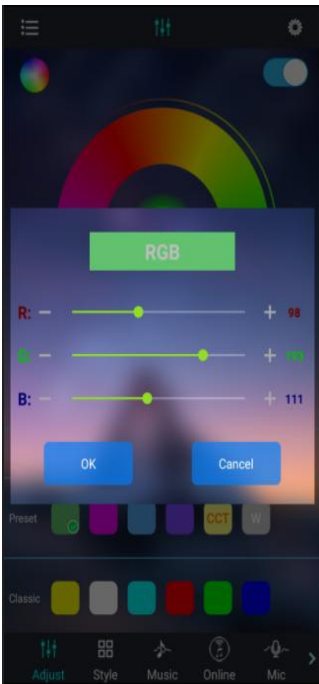 RGB
R: − + 98
G: − +
B: − + 111
OK Cancel
Preset CCT W
Classic
Adjust Style Music Online Mic